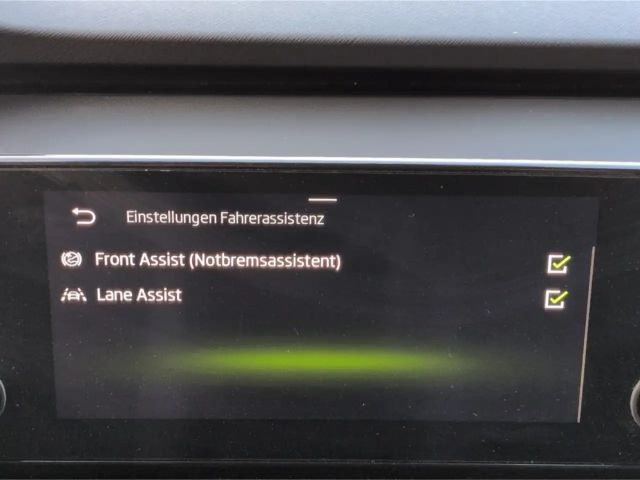 Einstellungen Fahrerassistenz
Front Assist (Notbremsassistent)
Lane Assist